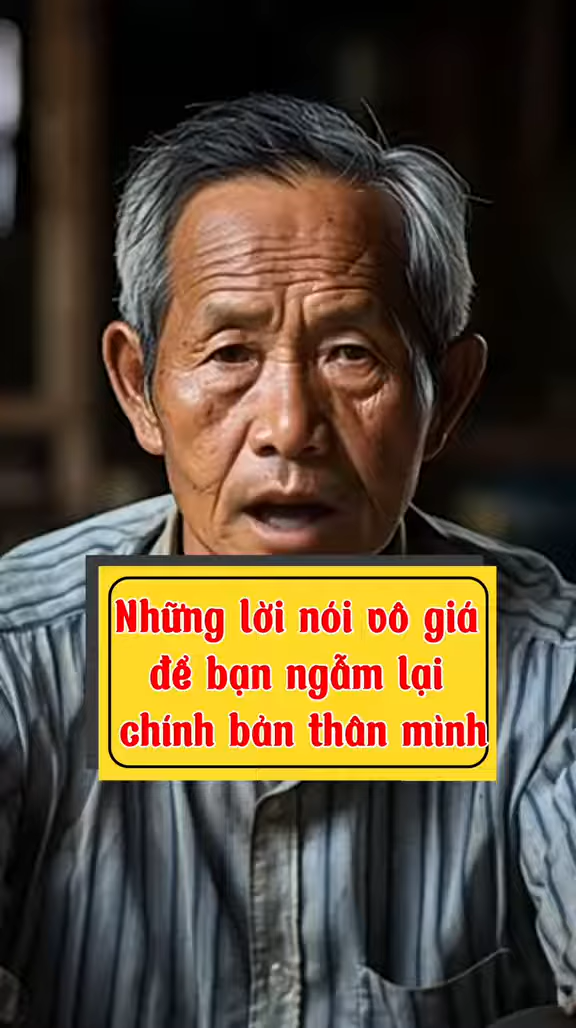 Những lời nói vô giá
để bạn ngẫm lại
chính bản thân mình